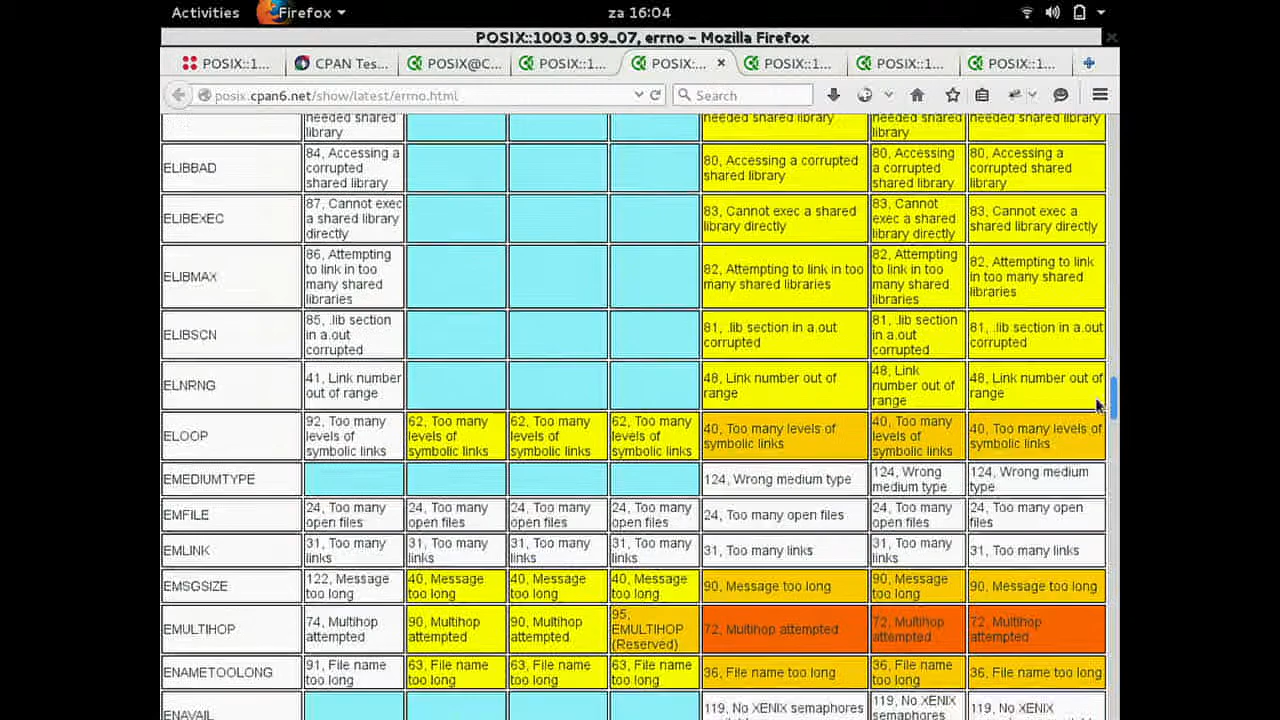 Activities Firefox za 16:04
POSIX::1003 0.99_07, errno – Mozilla Firefox
POSIX::1... CPAN Tes... POSIX@C... POSIX::1... POSIX:... POSIX::1... POSIX::1... POSIX::1...
posix.cpan6.net/show/latest/errno.html Search
needed shared needed shared library needed shared needed shared library
library library
ELIBBAD
84, Accessing a
corrupted
shared library
80, Accessing a corrupted
shared library
80, Accessing
a corrupted
shared library
80, Accessing a
corrupted shared
library
ELIBEXEC
87, Cannot exec
a shared library
directly
83, Cannot exec a shared
library directly
83, Cannot
exec a shared
library directly
83, Cannot exec a
shared library directly
ELIBMAX
86, Attempting
to link in too
many shared
libraries
82, Attempting to link in too
many shared libraries
82, Attempting
to link in too
many shared
libraries
82, Attempting to link
in too many shared
libraries
ELIBSCN
85, .lib section
in a.out
corrupted
81, .lib section in a.out
corrupted
81, .lib section
in a.out
corrupted
81, .lib section in a.out
corrupted
ELNRNG
41, Link number
out of range
48, Link number out of
range
48, Link
number out of
range
48, Link number out of
range
ELOOP
92, Too many
levels of
symbolic links
62, Too many
levels of
symbolic links
62, Too many
levels of
symbolic links
62, Too many
levels of
symbolic links
40, Too many levels of
symbolic links
40, Too many
levels of
symbolic links
40, Too many levels of
symbolic links
EMEDIUMTYPE
124, Wrong medium type
124, Wrong
medium type
124, Wrong medium
type
EMFILE
24, Too many
open files
24, Too many
open files
24, Too many
open files
24, Too many
open files
24, Too many open files
24, Too many
open files
24, Too many open
files
EMLINK
31, Too many
links
31, Too many
links
31, Too many
links
31, Too many
links
31, Too many links
31, Too many
links
31, Too many links
EMSGSIZE
122, Message
too long
40, Message
too long
40, Message
too long
40, Message
too long
90, Message too long
90, Message
too long
90, Message too long
EMULTIHOP
74, Multihop
attempted
90, Multihop
attempted
90, Multihop
attempted
95,
EMULTIHOP
(Reserved)
72, Multihop attempted
72, Multihop
attempted
72, Multihop
attempted
ENAMETOOLONG
91, File name
too long
63, File name
too long
63, File name
too long
63, File name
too long
36, File name too long
36, File name
too long
36, File name too long
ENAVAIL
119, No XENIX semaphores
119, No XENIX
semaphores
119, No XENIX